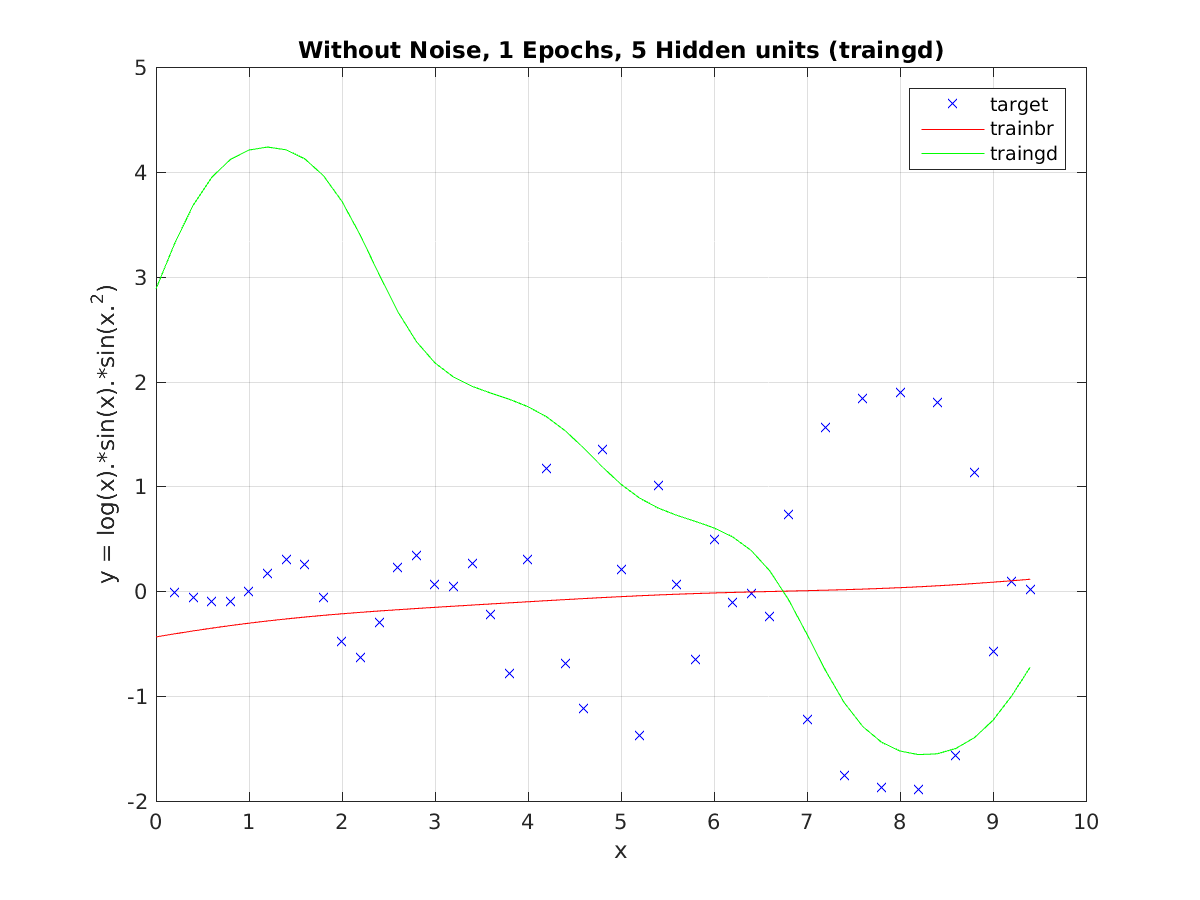 Without Noise, 1 Epochs, 5 Hidden units (traingd)
5
4
3
2
1
0
-1
-2
y = log(x).*sin(x).*sin(x.²)
target
trainbr
traingd
0 1 2 3 4 5 6 7 8 9 10
x